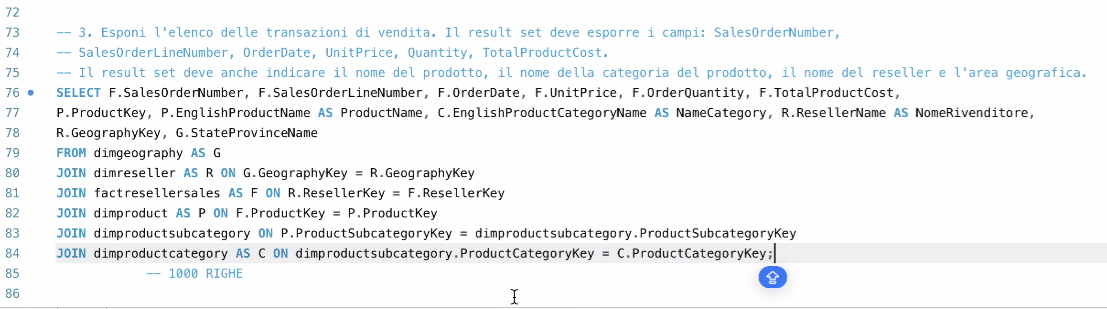 72
73 -- 3. Esponi l'elenco delle transazioni di vendita. Il result set deve esporre i campi: SalesOrderNumber,
74 -- SalesOrderLineNumber, OrderDate, UnitPrice, Quantity, TotalProductCost.
75 -- Il result set deve anche indicare il nome del prodotto, il nome della categoria del prodotto, il nome del reseller e l'area geografica.
76 SELECT F.SalesOrderNumber, F.SalesOrderLineNumber, F.OrderDate, F.UnitPrice, F.OrderQuantity, F.TotalProductCost,
77 P.ProductKey, P.EnglishProductName AS ProductName, C.EnglishProductCategoryName AS NameCategory, R.ResellerName AS NomeRivenditore,
78 R.GeographyKey, G.StateProvinceName
79 FROM dimgeography AS G
80 JOIN dimreseller AS R ON G.GeographyKey = R.GeographyKey
81 JOIN factresellersales AS F ON R.ResellerKey = F.ResellerKey
82 JOIN dimproduct AS P ON F.ProductKey = P.ProductKey
83 JOIN dimproductsubcategory ON P.ProductSubcategoryKey = dimproductsubcategory.ProductSubcategoryKey
84 JOIN dimproductcategory AS C ON dimproductsubcategory.ProductCategoryKey = C.ProductCategoryKey;
85 -- 1000 RIGHE
86